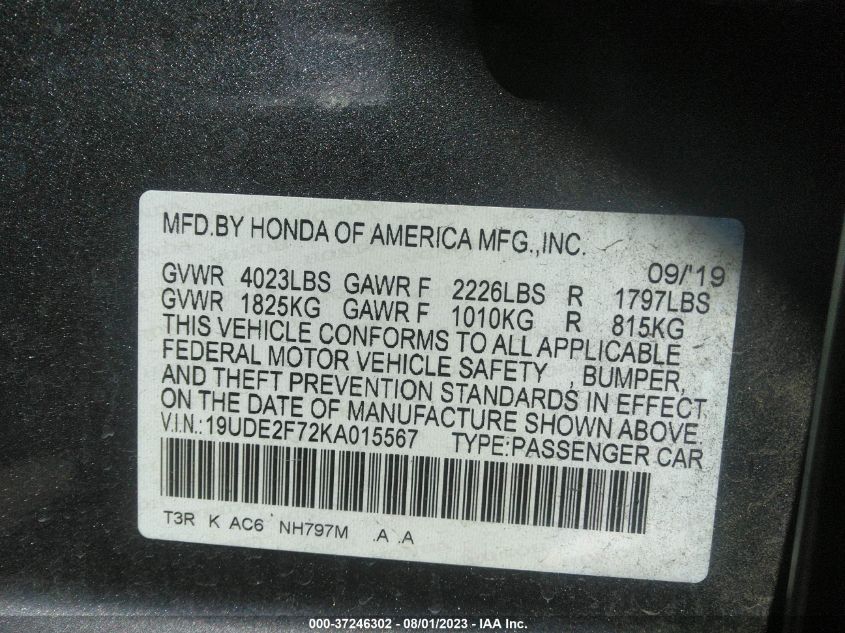 MFD.BY HONDA OF AMERICA MFG.,INC.
09/'19
GVWR 4023LBS GAWR F 2226LBS R 1797LBS
GVWR 1825KG GAWR F 1010KG R 815KG
THIS VEHICLE CONFORMS TO ALL APPLICABLE
FEDERAL MOTOR VEHICLE SAFETY , BUMPER,
AND THEFT PREVENTION STANDARDS IN EFFECT
ON THE DATE OF MANUFACTURE SHOWN ABOVE.
V.I.N.:19UDE2F72KA015567 TYPE:PASSENGER CAR
T3R K AC6 NH797M .A .A
000-37246302 - 08/01/2023 - IAA Inc.